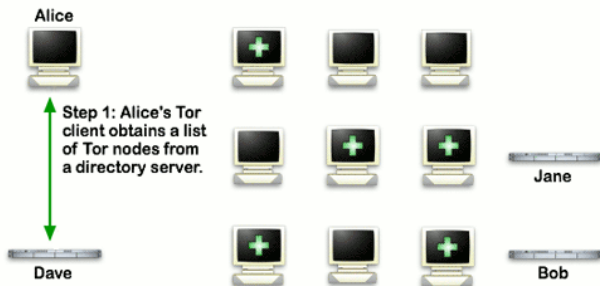 Alice
Step 1: Alice's Tor
client obtains a list
of Tor nodes from
a directory server.
Jane
Dave
Bob